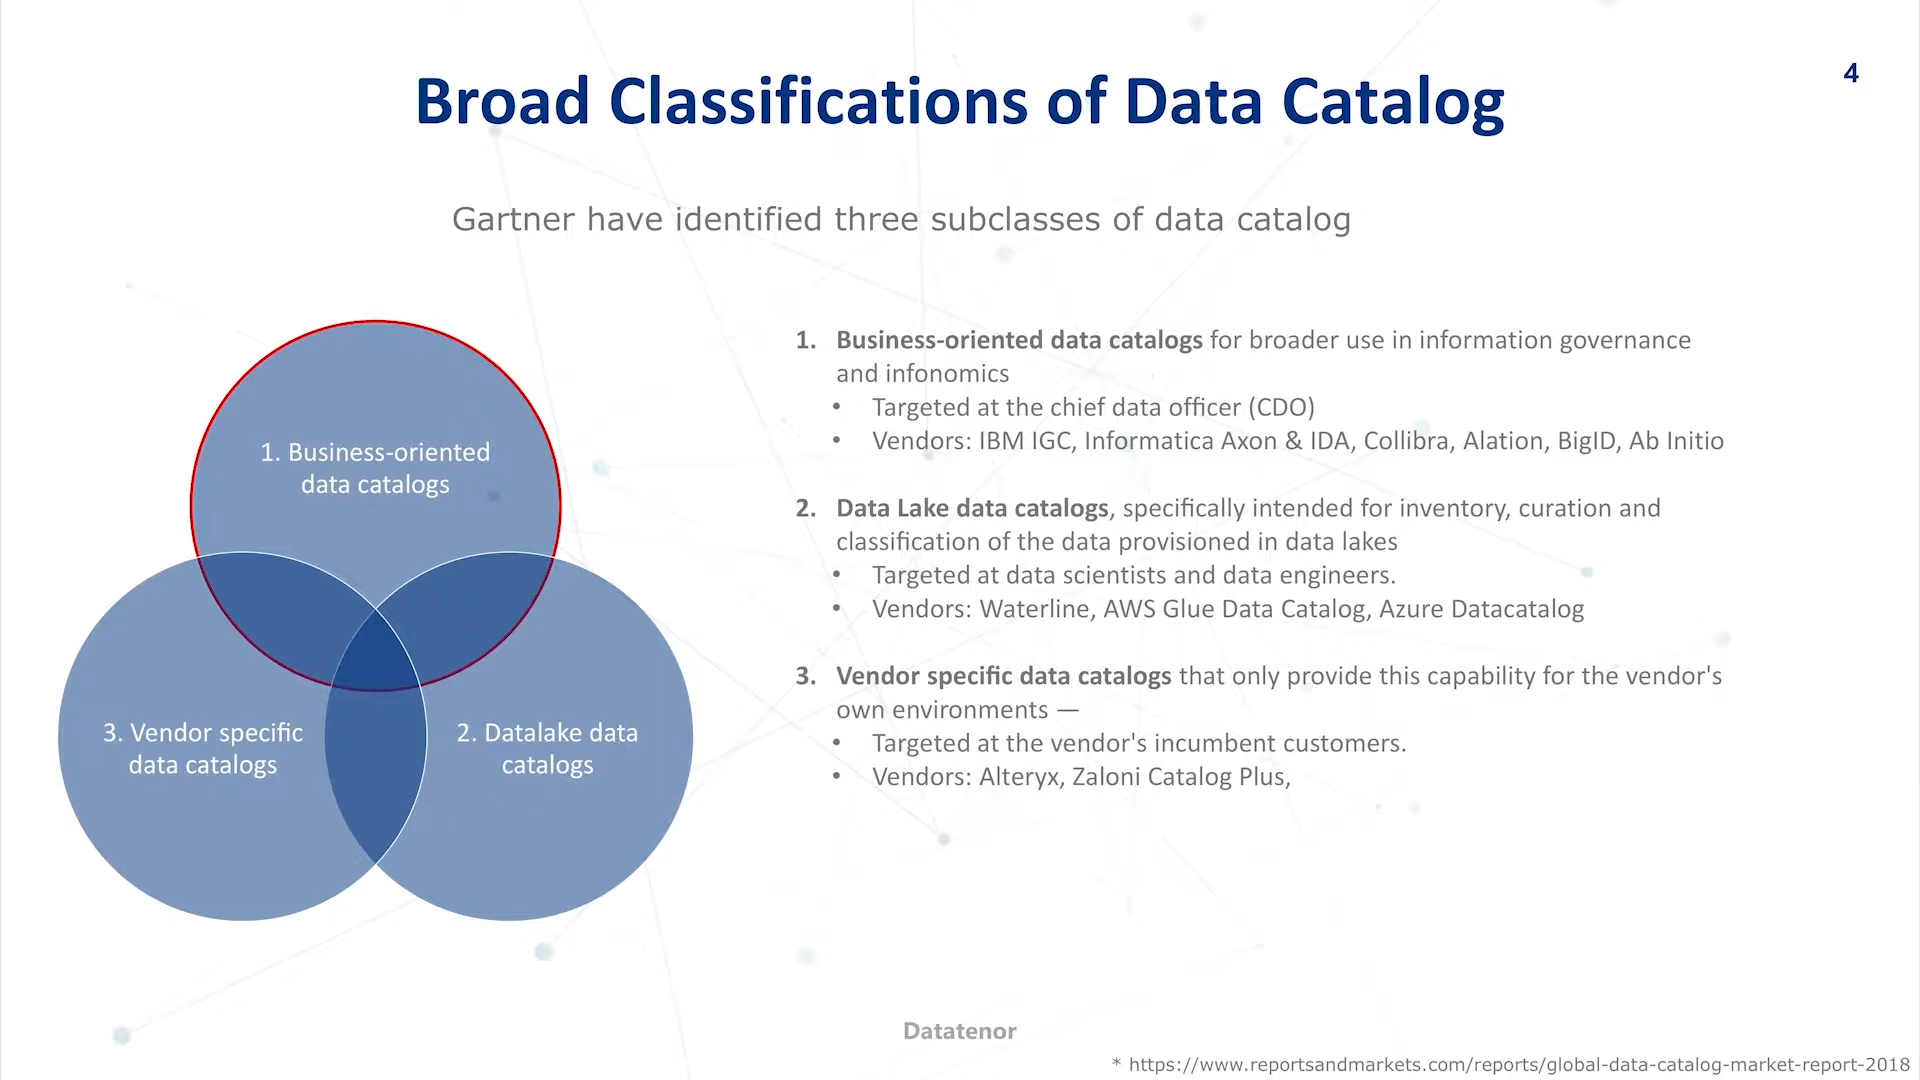 4
Broad Classifications of Data Catalog
Gartner have identified three subclasses of data catalog
1. Business-oriented
data catalogs
3. Vendor specific
data catalogs
2. Datalake data
catalogs
1. Business-oriented data catalogs for broader use in information governance
and infonomics
• Targeted at the chief data officer (CDO)
• Vendors: IBM IGC, Informatica Axon & IDA, Collibra, Alation, BigID, Ab Initio
2. Data Lake data catalogs, specifically intended for inventory, curation and
classification of the data provisioned in data lakes
• Targeted at data scientists and data engineers.
• Vendors: Waterline, AWS Glue Data Catalog, Azure Datacatalog
3. Vendor specific data catalogs that only provide this capability for the vendor's
own environments —
• Targeted at the vendor's incumbent customers.
• Vendors: Alteryx, Zaloni Catalog Plus,
Datatenor
* https://www.reportsandmarkets.com/reports/global-data-catalog-market-report-2018